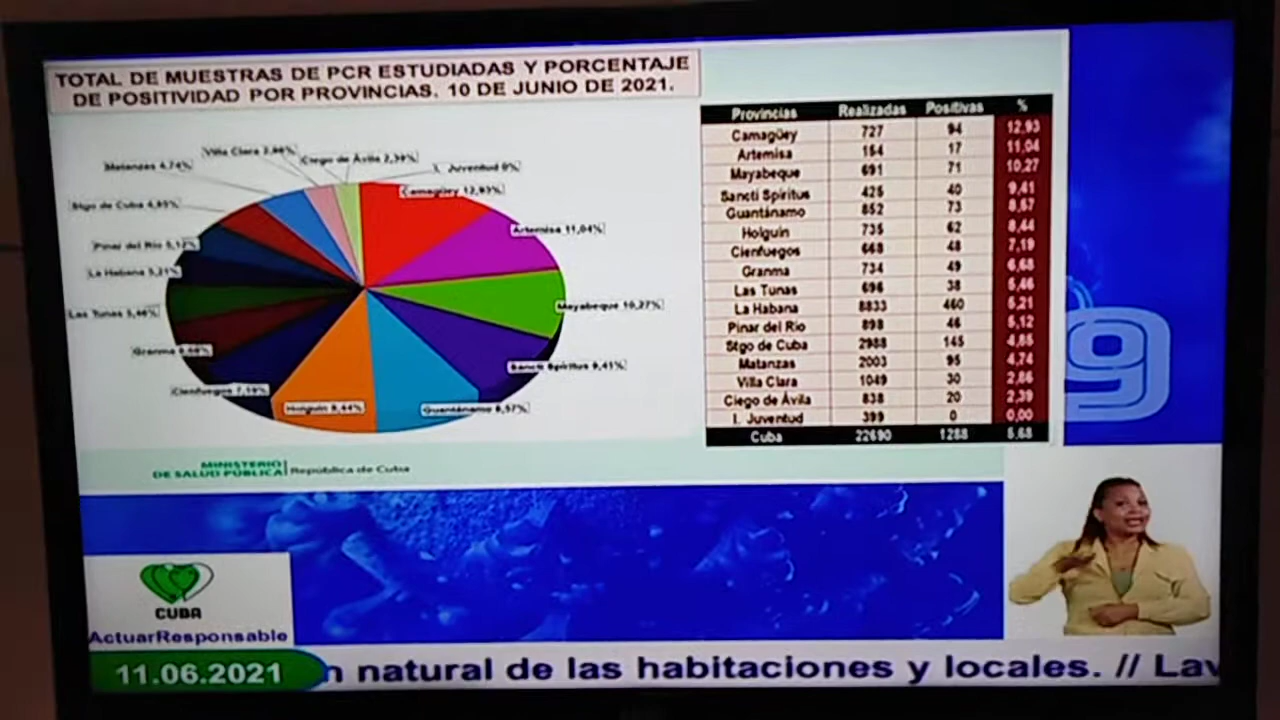 TOTAL DE MUESTRAS DE PCR ESTUDIADAS Y PORCENTAJE
DE POSITIVIDAD POR PROVINCIAS. 10 DE JUNIO DE 2021.
Villa Clara 2,86%
Ciego de Ávila 2,39%
Matanzas 4,74%
I. Juventud 0%
Camagüey 12,93%
Stgo de Cuba 4,85%
Artemisa 11,04%
Pinar del Río 5,12%
La Habana 5,21%
Mayabeque 10,27%
Las Tunas 5,46%
Granma 6,68%
Sancti Spíritus 9,41%
Cienfuegos 7,19%
Holguín 8,44%
Guantánamo 8,57%
Provincias Realizadas Positivas %
Camagüey 727 94 12,93
Artemisa 154 17 11,04
Mayabeque 691 71 10,27
Sancti Spíritus 425 40 9,41
Guantánamo 852 73 8,57
Holguín 735 62 8,44
Cienfuegos 668 48 7,19
Granma 734 49 6,68
Las Tunas 696 38 5,46
La Habana 8833 460 5,21
Pinar del Río 898 46 5,12
Stgo de Cuba 2988 145 4,85
Matanzas 2003 95 4,74
Villa Clara 1049 30 2,86
Ciego de Ávila 838 20 2,39
I. Juventud 399 0 0,00
Cuba 22690 1288 5,68
MINISTERIO
DE SALUD PÚBLICA
República de Cuba
9
CUBA
ActuarResponsable
11.06.2021
n natural de las habitaciones y locales. // Lav